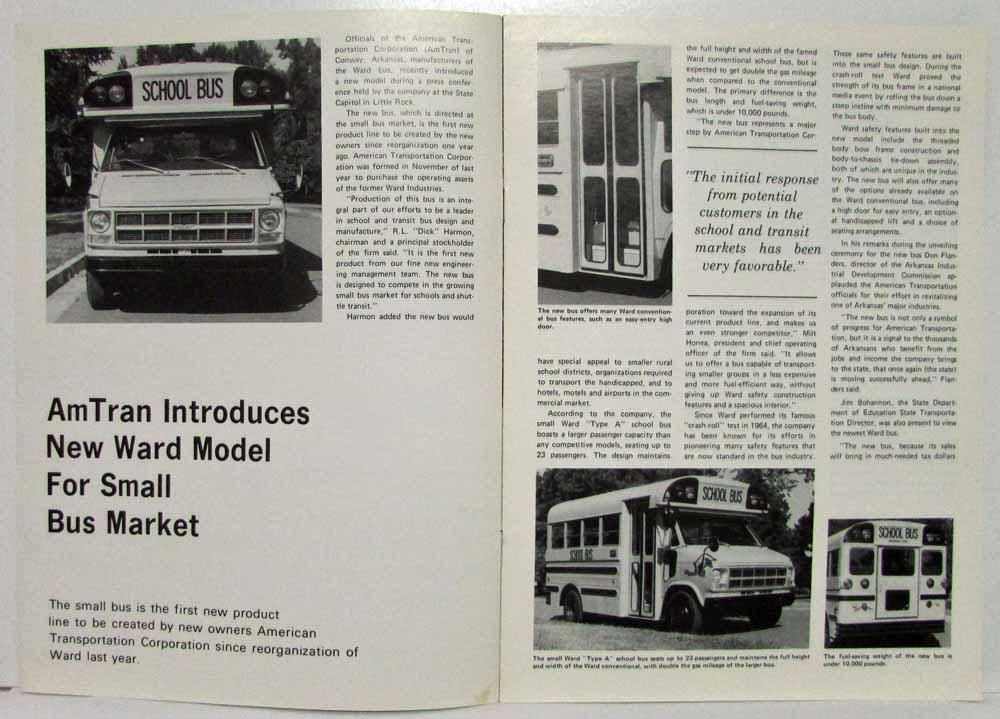 SCHOOL BUS
Officials of the American Trans-
portation Corporation (AmTran) of
Conway, Arkansas, manufacturers of
the Ward bus, recently introduced
a new model during a press confer-
ence held by the company at the State
Capitol in Little Rock.
The new bus, which is directed at
the small bus market, is the first new
product line to be created by the new
owners since reorganization one year
ago. American Transportation Corpor-
ation was formed in November of last
year to purchase the operating assets
of the former Ward Industries.
"Production of this bus is an inte-
gral part of our efforts to be a leader
in school and transit bus design and
manufacture," R.L. "Dick" Harmon,
chairman and a principal stockholder
of the firm said. "It is the first new
product from our fine new engineer-
ing management team. The new bus
is designed to compete in the growing
small bus market for schools and shut-
tle transit."
Harmon added the new bus would
AmTran Introduces
New Ward Model
For Small
Bus Market
The small bus is the first new product
line to be created by new owners American
Transportation Corporation since reorganization of
Ward last year.
The new bus offers many Ward convention-
al bus features, such as an easy-entry high
door.
have special appeal to smaller rural
school districts, organizations required
to transport the handicapped, and to
hotels, motels and airports in the com-
mercial market.
According to the company, the
small Ward "Type A" school bus
boasts a larger passenger capacity than
any competitive models, seating up to
23 passengers. The design maintains
the full height and width of the famed
Ward conventional school bus, but is
expected to get double the gas mileage
when compared to the conventional
model. The primary difference is the
bus length and fuel-saving weight,
which is under 10,000 pounds.
"The new bus represents a major
step by American Transportation Cor-
"The initial response
from potential
customers in the
school and transit
markets has been
very favorable."
poration toward the expansion of its
current product line, and makes us
an even stronger competitor," Milt
Honea, president and chief operating
officer of the firm said. "It allows
us to offer a bus capable of transport-
ing smaller groups in a less expensive
and more fuel-efficient way, without
giving up Ward safety construction
features and a spacious interior."
Since Ward performed its famous
"crash roll" test in 1964, the company
has been known for its efforts in
pioneering many safety features that
are now standard in the bus industry.
These same safety features are built
into the small bus design. During the
crash-roll test Ward proved the
strength of its bus frame in a national
media event by rolling the bus down a
steep incline with minimum damage to
the bus body.
Ward safety features built into the
new model include the threaded
body bow frame construction and
body-to-chassis tie-down assembly,
both of which are unique in the indus-
try. The new bus will also offer many
of the options already available on
the Ward conventional bus, including
a high door for easy entry, an option-
al handicapped lift and a choice of
seating arrangements.
In his remarks during the unveiling
ceremony for the new bus Don Flan-
ders, director of the Arkansas Indus-
trial Development Commission ap-
plauded the American Transportation
officials for their effort in revitalizing
one of Arkansas' major industries.
"The new bus is not only a symbol
of progress for American Transporta-
tion, but it is a signal to the thousands
of Arkansans who benefit from the
jobs and income the company brings
to the state, that once again (the state)
is moving successfully ahead," Flan-
ders said.
Jim Bohannon, the State Depart-
ment of Education State Transporta-
tion Director, was also present to view
the newest Ward bus.
"The new bus, because its sales
will bring in much-needed tax dollars
SCHOOL BUS
SCHOOL BUS
The small Ward "Type A" school bus seats up to 23 passengers and maintains the full height
and width of the Ward conventional, with double the gas mileage of the larger bus.
SCHOOL BUS
The fuel-saving weight of the new bus is
under 10,000 pounds.